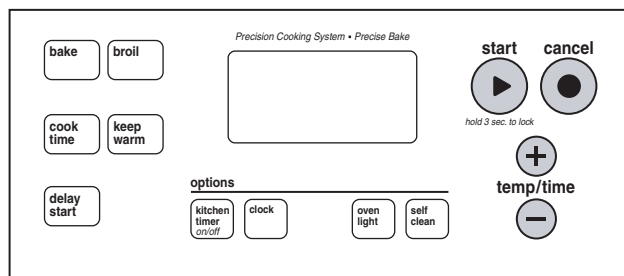 Precision Cooking System • Precise Bake
bake
broil
start
cancel
hold 3 sec. to lock
cook
time
keep
warm
temp/time
delay
start
options
kitchen
timer
on/off
clock
oven
light
self
clean